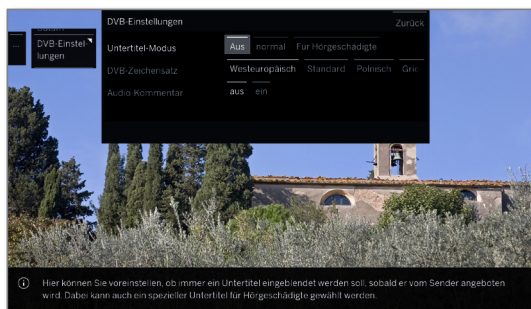 DVB-Einstellungen
Zurück
...
DVB-Einstel-
lungen
Untertitel-Modus
Aus normal Für Hörgeschädigte
DVB-Zeichensatz
Westeuropäisch Standard Polnisch Grie
Audio-Kommentar
aus ein
Hier können Sie voreinstellen, ob immer ein Untertitel eingeblendet werden soll, sobald er vom Sender angeboten
wird. Dabei kann auch ein spezieller Untertitel für Hörgeschädigte gewählt werden.